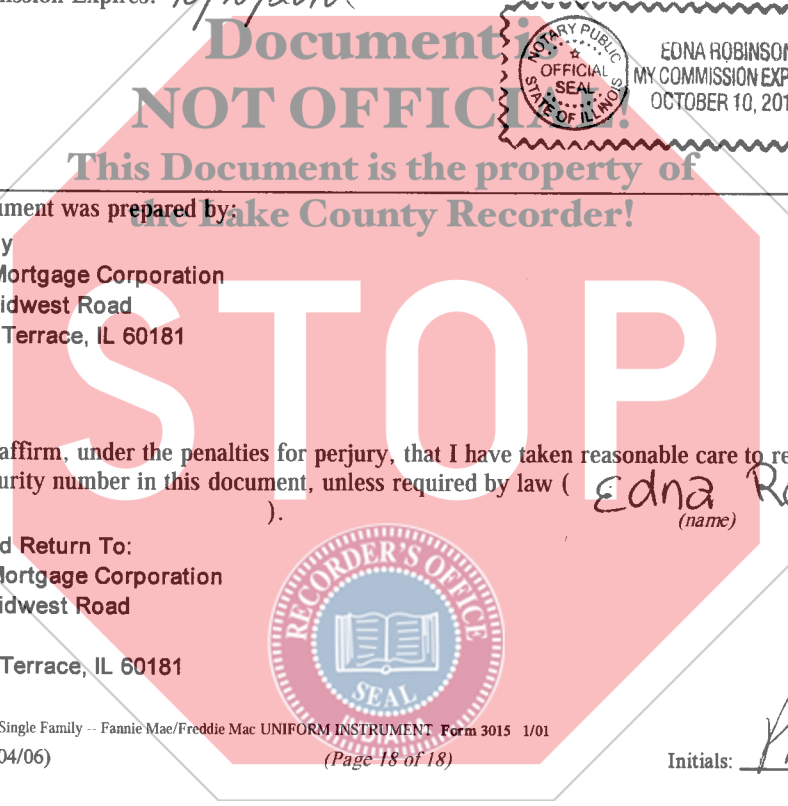 ission Expires:
Document is
NOT OFFICIAL!
This Document is the property of
the Lake County Recorder!
NOTARY PUBLIC
OFFICIAL
SEAL
STATE OF ILLINOIS
EDNA ROBINSON
MY COMMISSION EXP
OCTOBER 10, 201
ument was prepared by:
y
Mortgage Corporation
idwest Road
Terrace, IL 60181
STOP
affirm, under the penalties for perjury, that I have taken reasonable care to re
urity number in this document, unless required by law ( Edna Ro
(name)
).
d Return To:
Mortgage Corporation
idwest Road
Terrace, IL 60181
RECORDER'S OFFICE
SEAL
INDIANA
Single Family -- Fannie Mae/Freddie Mac UNIFORM INSTRUMENT Form 3015 1/01
04/06)
(Page 18 of 18)
Initials: